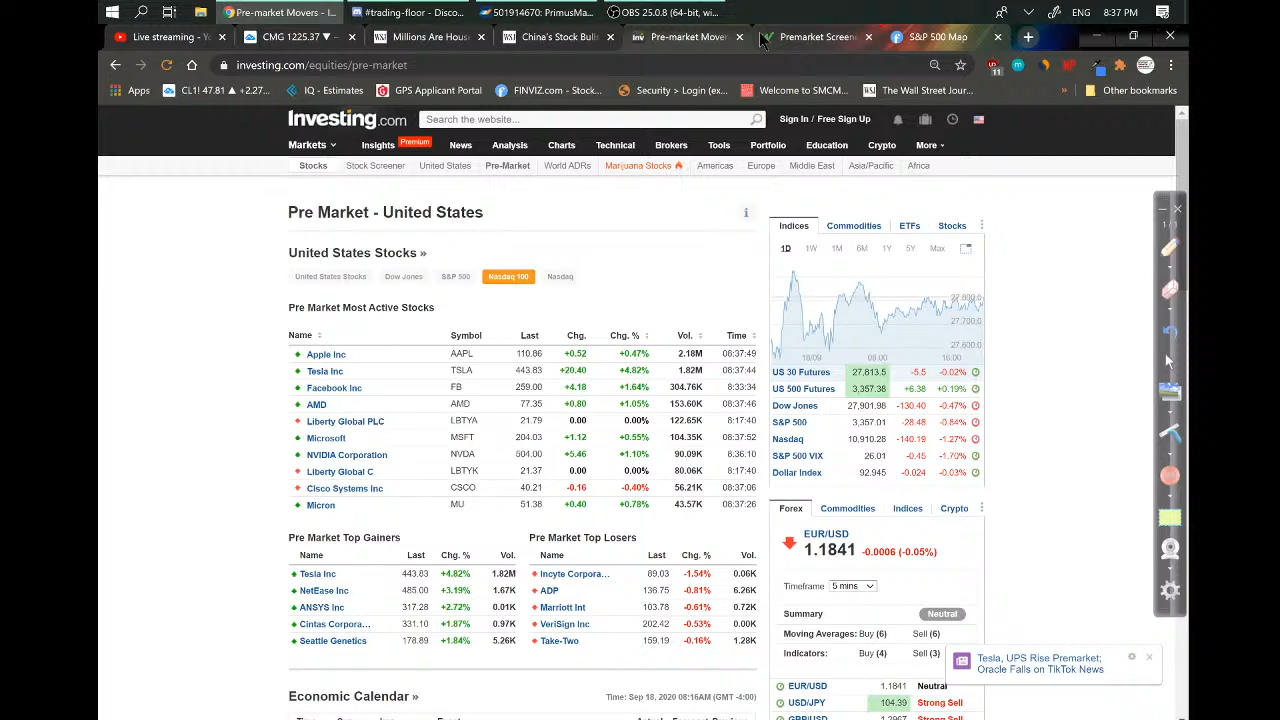 Pre-market Movers - I...
#trading-floor - Disco...
501914670: PrimusMa...
OBS 25.0.8 (64-bit, wi...
ENG 8:37 PM
Live streaming - Y
CMG 1225.37 ▼ −
Millions Are House
China's Stock Bulls
Pre-market Mover
Premarket Screene
S&P 500 Map
investing.com/equities/pre-market
11
Apps
CL1! 47.81 ▲ +2.27...
IQ - Estimates
GPS Applicant Portal
FINVIZ.com - Stock...
Security > Login (ex...
Welcome to SMCM...
The Wall Street Jour...
» Other bookmarks
Investing.com
Search the website...
Sign In / Free Sign Up
Markets
Insights
Premium
News
Analysis
Charts
Technical
Brokers
Tools
Portfolio
Education
Crypto
More
Stocks
Stock Screener
United States
Pre-Market
World ADRs
Marijuana Stocks
Americas
Europe
Middle East
Asia/Pacific
Africa
Pre Market - United States
United States Stocks »
United States Stocks
Dow Jones
S&P 500
Nasdaq 100
Nasdaq
Pre Market Most Active Stocks
Name Symbol Last Chg. Chg. % Vol. Time
Apple Inc AAPL 110.86 +0.52 +0.47% 2.18M 08:37:49
Tesla Inc TSLA 443.83 +20.40 +4.82% 1.82M 08:37:44
Facebook Inc FB 259.00 +4.18 +1.64% 304.76K 8:33:34
AMD AMD 77.35 +0.80 +1.05% 153.60K 08:37:46
Liberty Global PLC LBTYA 21.79 0.00 0.00% 122.65K 8:17:40
Microsoft MSFT 204.03 +1.12 +0.55% 104.35K 08:37:52
NVIDIA Corporation NVDA 504.00 +5.46 +1.10% 90.09K 8:36:10
Liberty Global C LBTYK 21.37 0.00 0.00% 80.06K 8:17:40
Cisco Systems Inc CSCO 40.21 -0.16 -0.40% 56.21K 08:37:06
Micron MU 51.38 +0.40 +0.78% 43.57K 08:37:26
Pre Market Top Gainers
Name Last Chg. % Vol.
Tesla Inc 443.83 +4.82% 1.82M
NetEase Inc 485.00 +3.19% 1.67K
ANSYS Inc 317.28 +2.72% 0.01K
Cintas Corpora... 331.10 +1.87% 0.97K
Seattle Genetics 178.89 +1.84% 5.26K
Pre Market Top Losers
Name Last Chg. % Vol.
Incyte Corpora... 89.03 -1.54% 0.06K
ADP 136.75 -0.81% 6.26K
Marriott Int 103.78 -0.61% 0.72K
VeriSign Inc 202.42 -0.53% 0.00K
Take-Two 159.19 -0.16% 1.28K
Economic Calendar »
Time: Sep 18, 2020 08:16AM (GMT -4:00)
Indices
Commodities
ETFs
Stocks
1D 1W 1M 6M 1Y 5Y Max
27,700.0
27,600.0
18/09 08:00 16:00
US 30 Futures 27,813.5 -5.5 -0.02%
US 500 Futures 3,357.38 +6.38 +0.19%
Dow Jones 27,901.98 -130.40 -0.47%
S&P 500 3,357.01 -28.48 -0.84%
Nasdaq 10,910.28 -140.19 -1.27%
S&P 500 VIX 26.01 -0.45 -1.70%
Dollar Index 92.945 -0.024 -0.03%
Forex
Commodities
Indices
Crypto
EUR/USD
1.1841 -0.0006 (-0.05%)
Timeframe 5 mins
Summary Neutral
Moving Averages: Buy (6) Sell (6)
Indicators: Buy (4) Sell (3)
EUR/USD 1.1841 Neutral
USD/JPY 104.39 Strong Sell
GBP/USD 1.2967 Strong Sell
Tesla, UPS Rise Premarket;
Oracle Falls on TikTok News